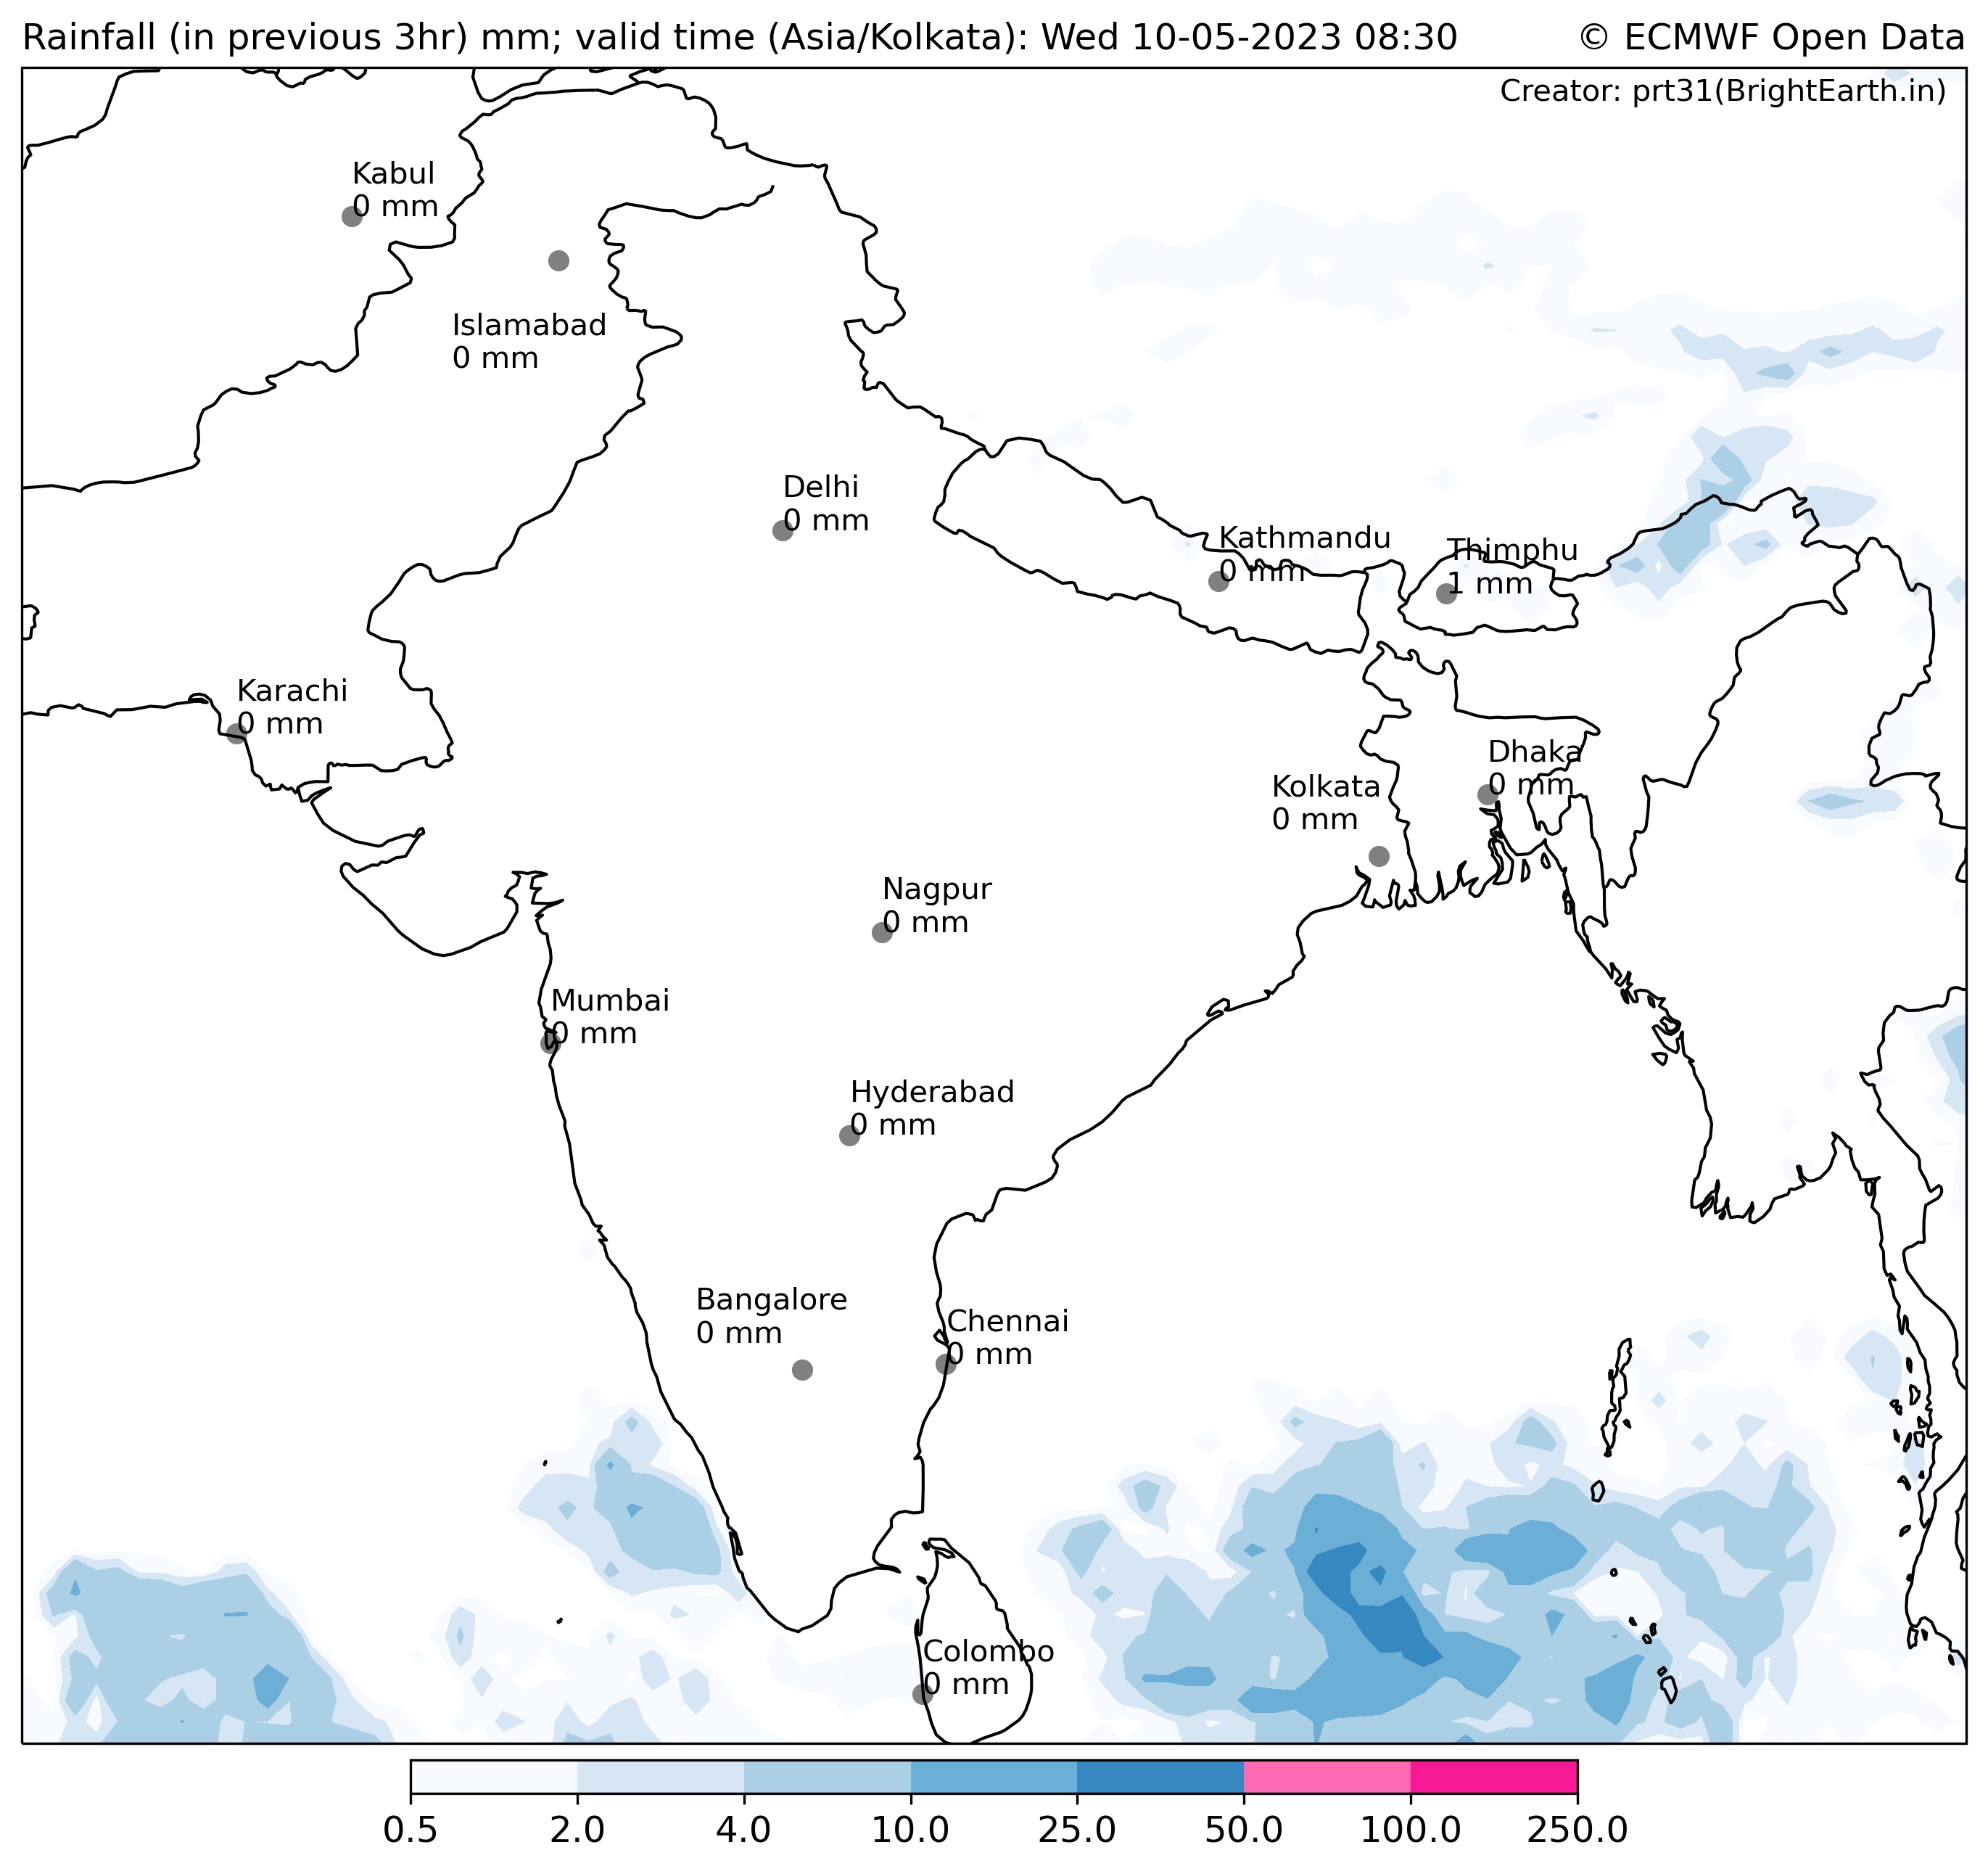 Rainfall (in previous 3hr) mm; valid time (Asia/Kolkata): Wed 10-05-2023 08:30 © ECMWF Open Data
Creator: prt31(BrightEarth.in)
Kabul
0 mm
Islamabad
0 mm
Delhi
0 mm
Kathmandu
0 mm
Thimphu
1 mm
Karachi
0 mm
Dhaka
0 mm
Kolkata
0 mm
Nagpur
0 mm
Mumbai
0 mm
Hyderabad
0 mm
Bangalore
0 mm
Chennai
0 mm
Colombo
0 mm
0.5 2.0 4.0 10.0 25.0 50.0 100.0 250.0